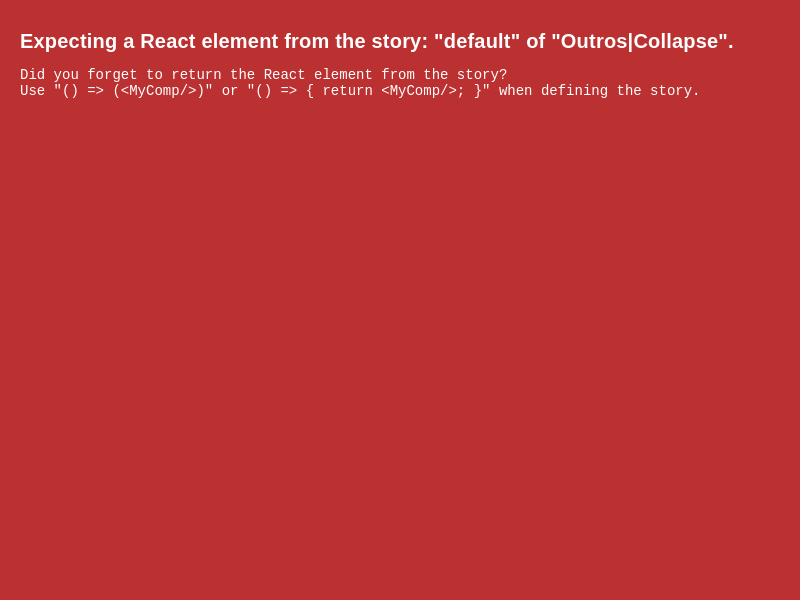 Expecting a React element from the story: "default" of "Outros|Collapse".
Did you forget to return the React element from the story?
Use "() => (<MyComp/>)" or "() => { return <MyComp/>; }" when defining the story.